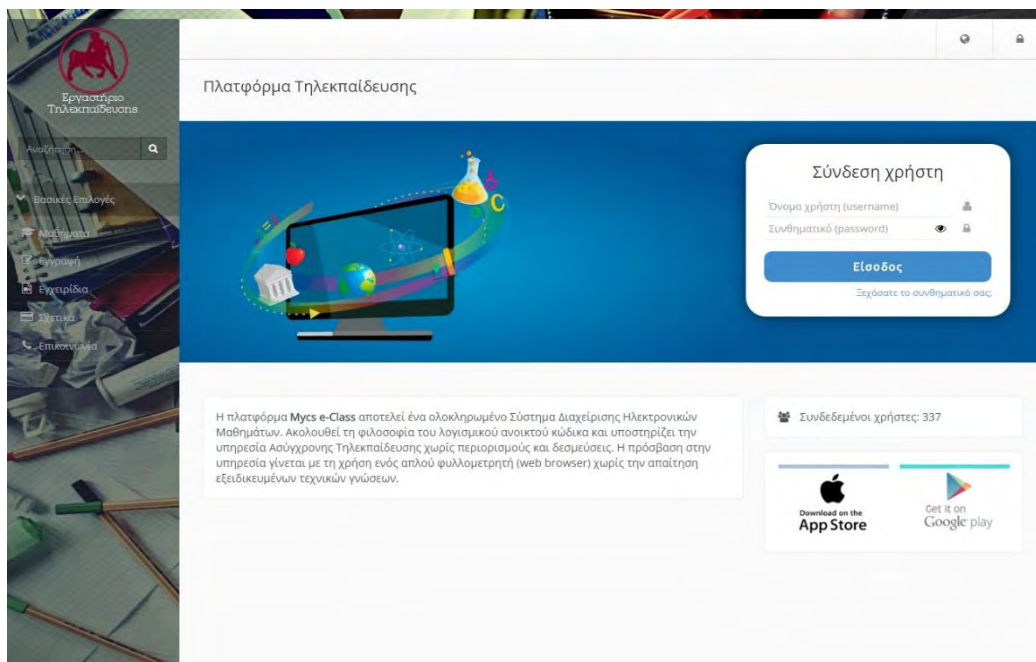 Εργαστήριο
Τηλεκπαίδευσης
Αναζήτηση...
Βασικές Επιλογές
Μαθήματα
Εγγραφή
Εγχειρίδια
Σχετικά
Επικοινωνία
Πλατφόρμα Τηλεκπαίδευσης
b
C
Σύνδεση χρήστη
Όνομα χρήστη (username)
Συνθηματικό (password)
Είσοδος
Ξεχάσατε το συνθηματικό σας;
Η πλατφόρμα Mycs e-Class αποτελεί ένα ολοκληρωμένο Σύστημα Διαχείρισης Ηλεκτρονικών
Μαθημάτων. Ακολουθεί τη φιλοσοφία του λογισμικού ανοικτού κώδικα και υποστηρίζει την
υπηρεσία Ασύγχρονης Τηλεκπαίδευσης χωρίς περιορισμούς και δεσμεύσεις. Η πρόσβαση στην
υπηρεσία γίνεται με τη χρήση ενός απλού φυλλομετρητή (web browser) χωρίς την απαίτηση
εξειδικευμένων τεχνικών γνώσεων.
Συνδεδεμένοι χρήστες: 337
Download on the
App Store
Get it on
Google play